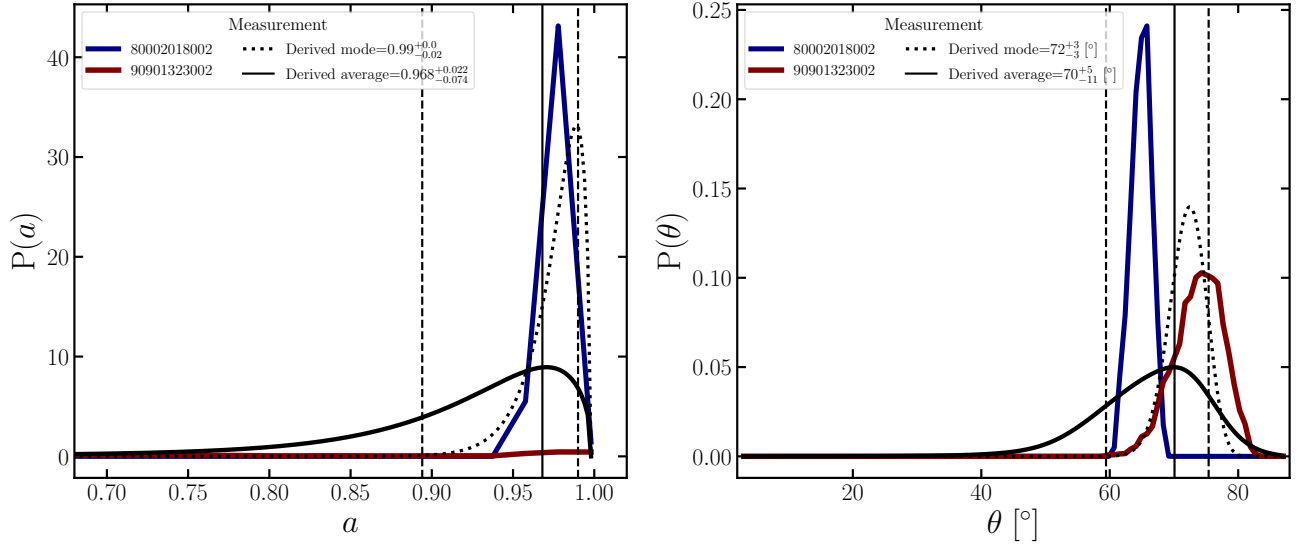 Measurement
80002018002
90901323002
Derived mode=0.99^{+0.0}_{-0.02}
Derived average=0.968^{+0.022}_{-0.074}
P(a)
40
30
20
10
0
0.70 0.75 0.80 0.85 0.90 0.95 1.00
a
Measurement
80002018002
90901323002
Derived mode=72^{+3}_{-3} [°]
Derived average=70^{+5}_{-11} [°]
P(θ)
0.25
0.20
0.15
0.10
0.05
0.00
20 40 60 80
θ [°]